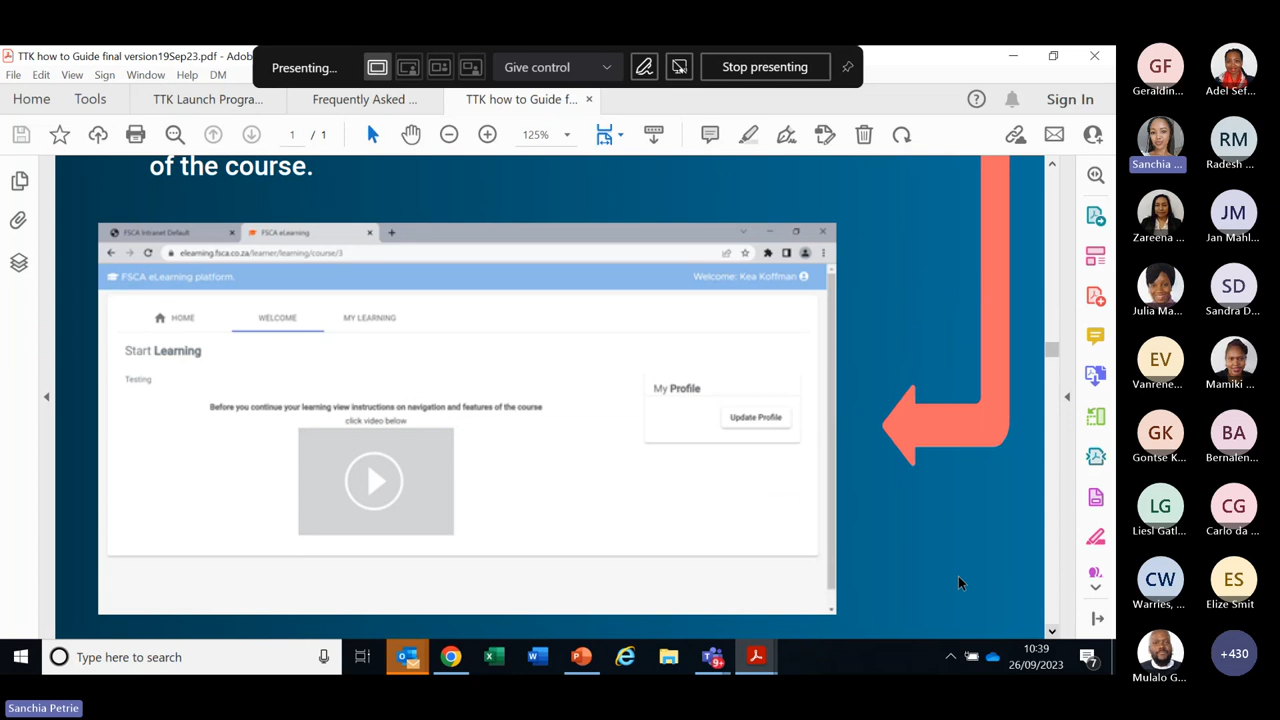 TTK how to Guide final version19Sep23.pdf - Adob
Presenting...
Give control
Stop presenting
File Edit View Sign Window Help DM
Home Tools
TTK Launch Progra...
Frequently Asked ...
TTK how to Guide f...
Sign In
1 / 1
125%
of the course.
FSCA Intranet Default
FSCA eLearning
elearning.fsca.co.za/learner/learning/course/3
FSCA eLearning platform.
Welcome: Kea Koffman
HOME
WELCOME
MY LEARNING
Start Learning
Testing
My Profile
Before you continue your learning view instructions on navigation and features of the course
click video below
Update Profile
GF
Geraldin...
Adel Sef...
Sanchia ...
RM
Radesh ...
Zareena ...
JM
Jan Mahl...
Julia Ma...
SD
Sandra D...
EV
Vanrene...
Mamiki ...
GK
Gontse K...
BA
Bernalen...
LG
Liesl Gatl...
CG
Carlo da ...
CW
Warries, ...
ES
Elize Smit
Mulalo G...
+430
Type here to search
9+
10:39
26/09/2023
7
Sanchia Petrie